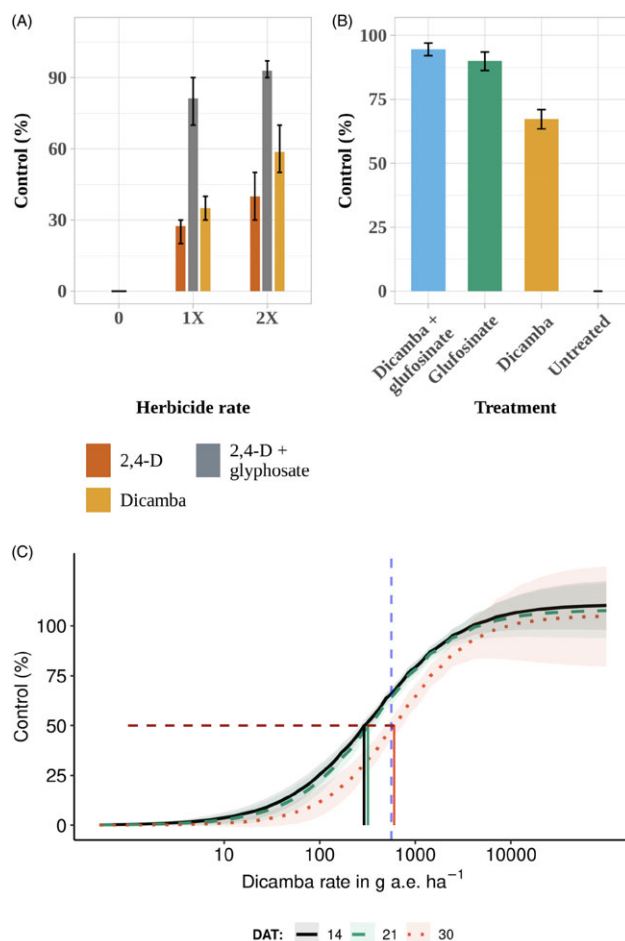 (A)
Control (%)
90
60
30
0
0
1X
2X
Herbicide rate
2,4-D
2,4-D +
glyphosate
Dicamba
(B)
Control (%)
100
75
50
25
0
Dicamba +
glufosinate
Glufosinate
Dicamba
Untreated
Treatment
(C)
Control (%)
100
75
50
25
0
10
100
1000
10000
Dicamba rate in g a.e. ha⁻¹
DAT: 14 21 30